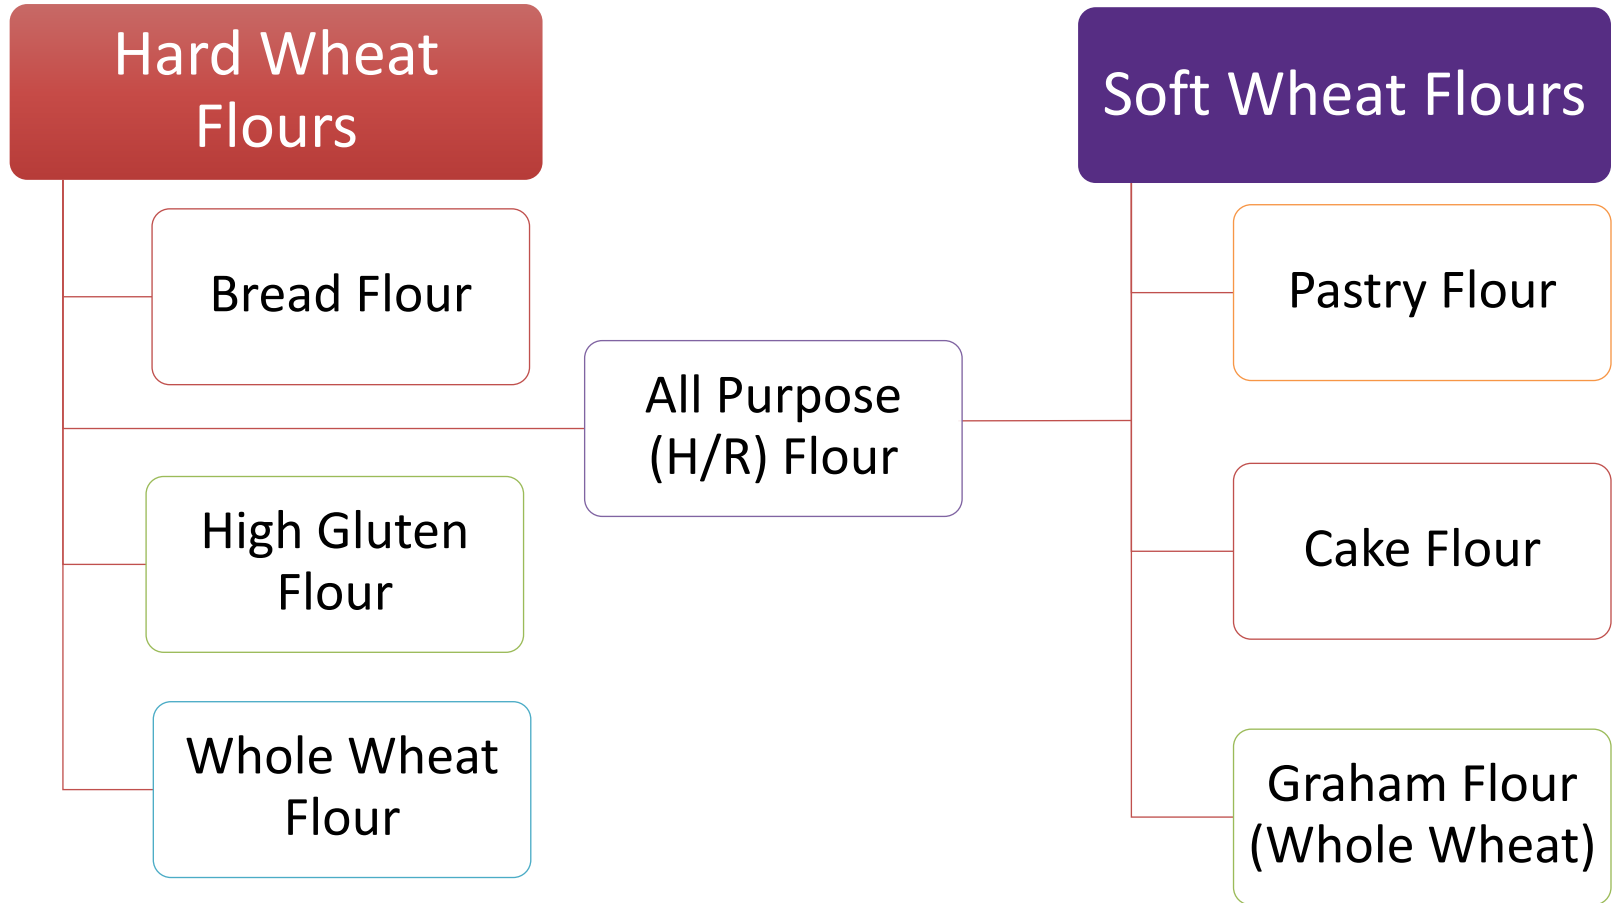 Hard Wheat
Flours
Bread Flour
High Gluten
Flour
Whole Wheat
Flour
All Purpose
(H/R) Flour
Soft Wheat Flours
Pastry Flour
Cake Flour
Graham Flour
(Whole Wheat)